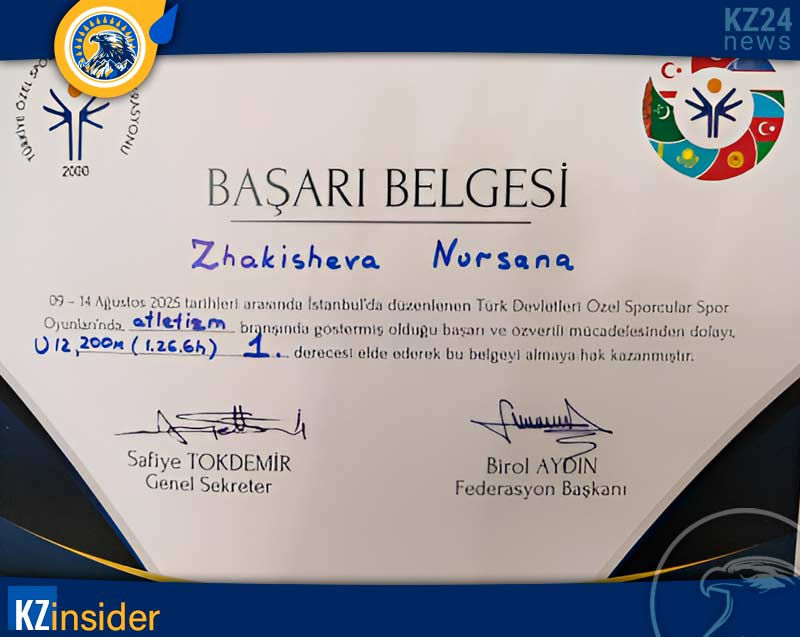 KZ24
news
TÜRKİYE ÖZEL SPO
RASYONU
2000
BAŞARI BELGESİ
Zhakisheva Nursana
09 - 14 Ağustos 2025 tarihleri arasında İstanbul'da düzenlenen Türk Devletleri Özel Sporcular Spor
Oyunları'nda, atletizm branşında göstermiş olduğu başarı ve özverili mücadelesinden dolayı,
U12, 200m (1.26.6h) 1. derecesi elde ederek bu belgeyi almaya hak kazanmıştır.
Safiye TOKDEMİR
Genel Sekreter
Birol AYDIN
Federasyon Başkanı
KZinsider